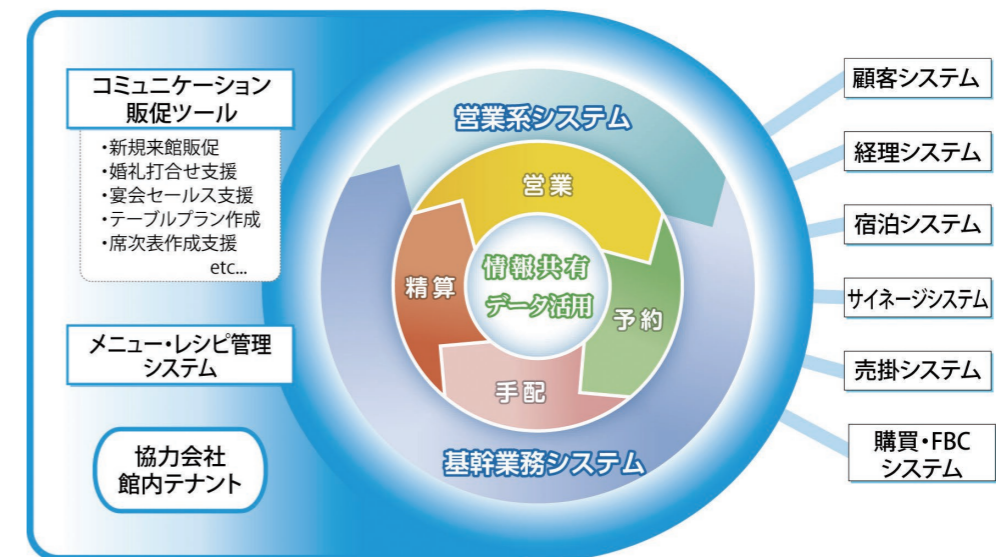 コミュニケーション
販促ツール
・新規来館販促
・婚礼打合せ支援
・宴会セールス支援
・テーブルプラン作成
・席次表作成支援
etc...
メニュー・レシピ管理
システム
協力会社
館内テナント
営業系システム
営業
精算
情報共有
データ活用
予約
手配
基幹業務システム
顧客システム
経理システム
宿泊システム
サイネージシステム
売掛システム
購買・FBC
システム